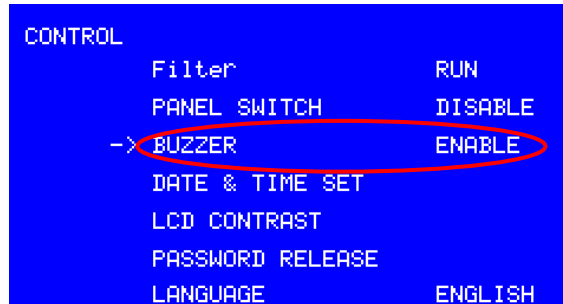 CONTROL
Filter RUN
PANEL SWITCH DISABLE
-> BUZZER ENABLE
DATE & TIME SET
LCD CONTRAST
PASSWORD RELEASE
LANGUAGE ENGLISH